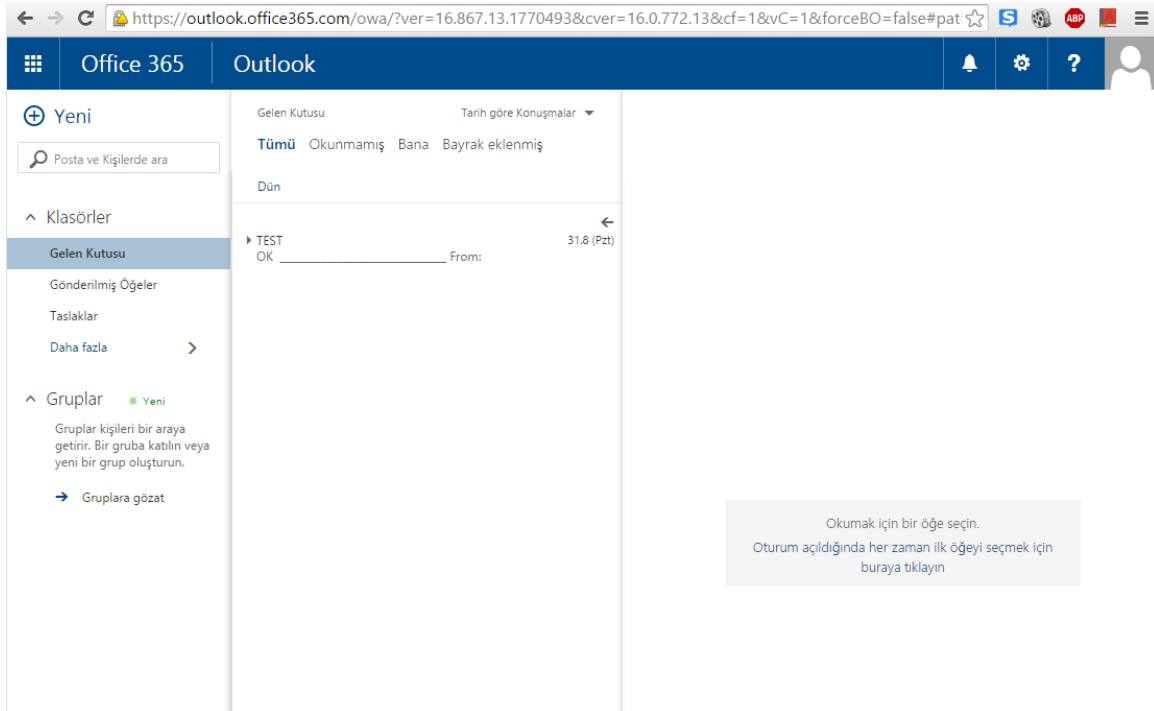 https://outlook.office365.com/owa/?ver=16.867.13.1770493&cver=16.0.772.13&cf=1&vC=1&forceBO=false#pat
S
ABP
Office 365
Outlook
?
Yeni
Posta ve Kişilerde ara
Klasörler
Gelen Kutusu
Gönderilmiş Öğeler
Taslaklar
Daha fazla
Gruplar Yeni
Gruplar kişileri bir araya
getirir. Bir gruba katılın veya
yeni bir grup oluşturun.
Gruplara gözat
Gelen Kutusu Tarih göre Konuşmalar
Tümü Okunmamış Bana Bayrak eklenmiş
Dün
TEST 31.8 (Pzt)
OK ______________________________ From:
Okumak için bir öğe seçin.
Oturum açıldığında her zaman ilk öğeyi seçmek için
buraya tıklayın